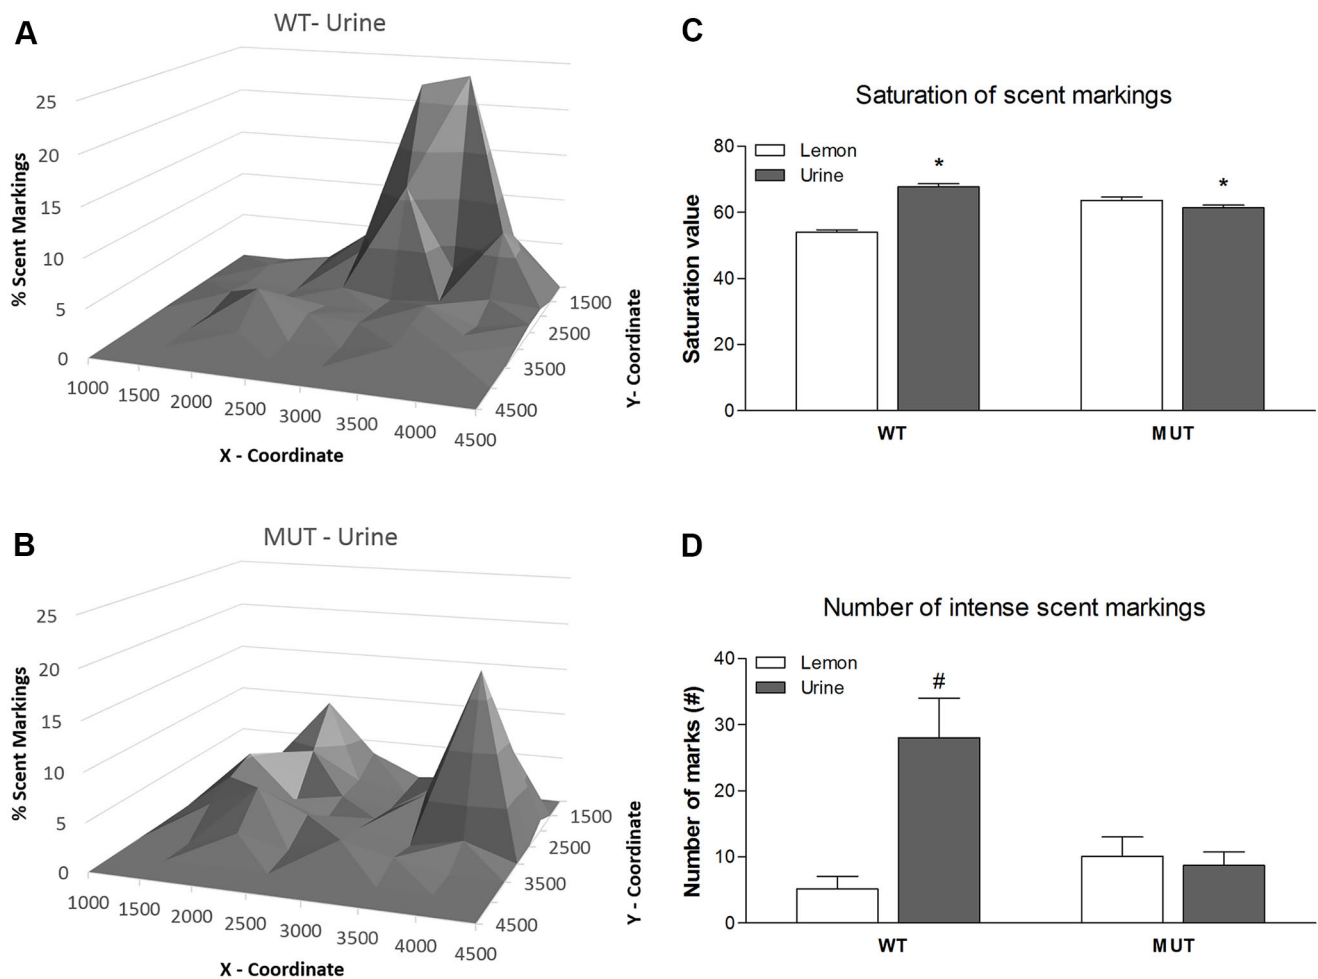 A
WT- Urine
% Scent Markings
25
20
15
10
5
0
1000 1500 2000 2500 3000 3500 4000 4500
X - Coordinate
1500
2500
3500
4500
Y- Coordinate
B
MUT - Urine
% Scent Markings
25
20
15
10
5
0
1000 1500 2000 2500 3000 3500 4000 4500
X - Coordinate
1500
2500
3500
4500
Y - Coordinate
C
Saturation of scent markings
Saturation value
80
60
40
20
0
Lemon
Urine
*
*
WT MUT
D
Number of intense scent markings
Number of marks (#)
40
30
20
10
0
Lemon
Urine
#
WT MUT